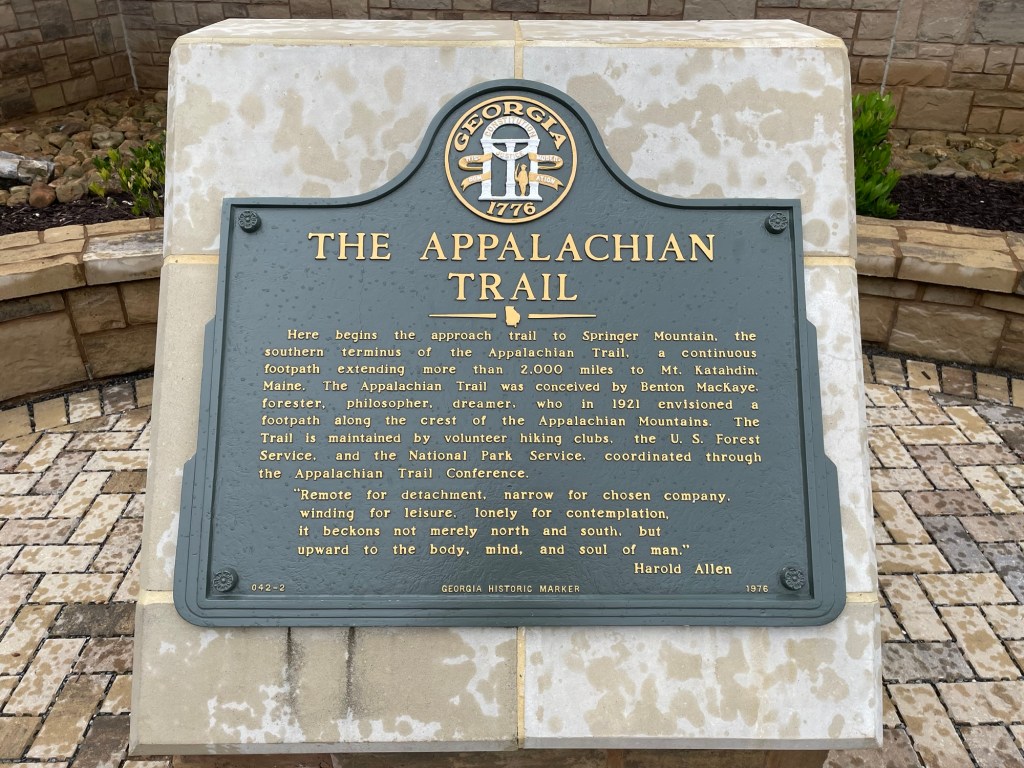 GEORGIA
1776
THE APPALACHIAN
TRAIL
Here begins the approach trail to Springer Mountain, the
southern terminus of the Appalachian Trail, a continuous
footpath extending more than 2,000 miles to Mt. Katahdin,
Maine. The Appalachian Trail was conceived by Benton MacKaye,
forester, philosopher, dreamer, who in 1921 envisioned a
footpath along the crest of the Appalachian Mountains. The
Trail is maintained by volunteer hiking clubs, the U. S. Forest
Service, and the National Park Service, coordinated through
the Appalachian Trail Conference.
"Remote for detachment, narrow for chosen company,
winding for leisure, lonely for contemplation,
it beckons not merely north and south, but
upward to the body, mind, and soul of man."
Harold Allen
042-2 GEORGIA HISTORIC MARKER 1976